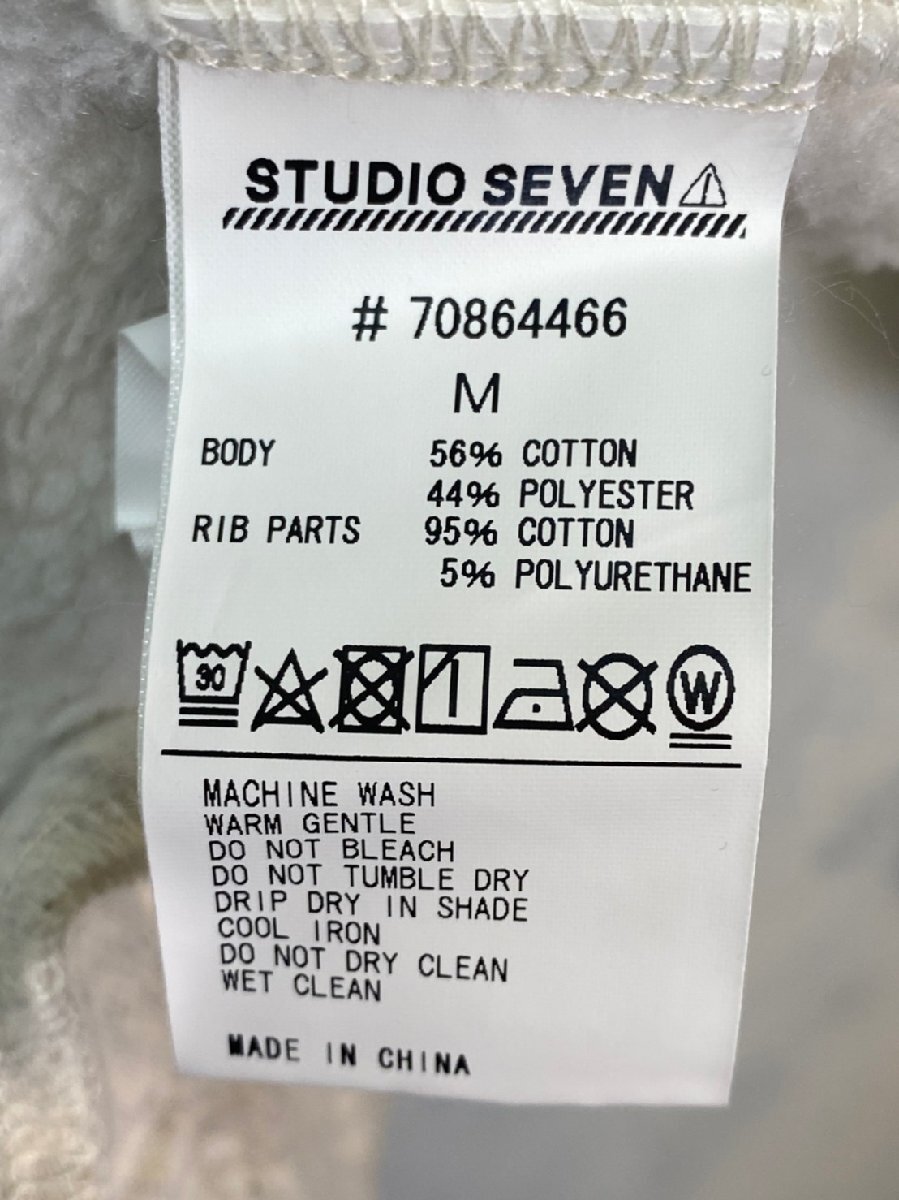 STUDIO SEVEN
# 70864466
M
BODY 56% COTTON
44% POLYESTER
RIB PARTS 95% COTTON
5% POLYURETHANE
30 W
MACHINE WASH
WARM GENTLE
DO NOT BLEACH
DO NOT TUMBLE DRY
DRIP DRY IN SHADE
COOL IRON
DO NOT DRY CLEAN
WET CLEAN
MADE IN CHINA